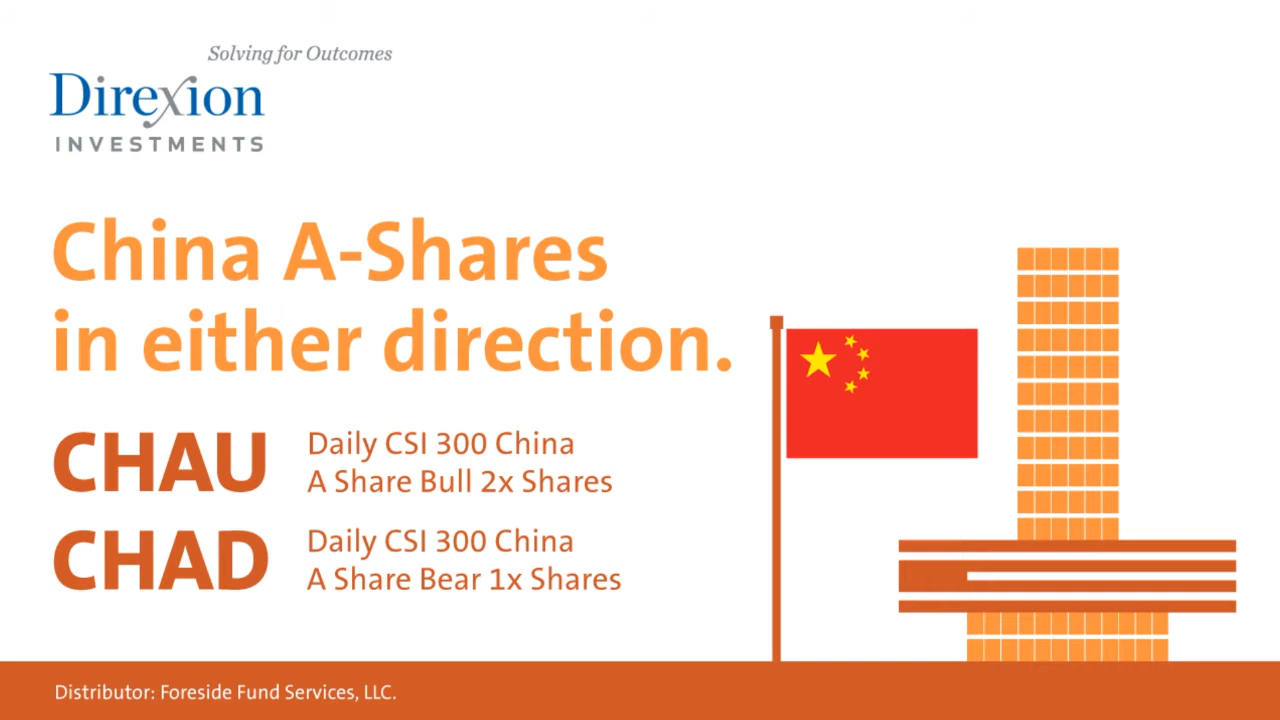 Solving for Outcomes
Direxion
INVESTMENTS
China A-Shares
in either direction.
CHAU
Daily CSI 300 China
A Share Bull 2x Shares
CHAD
Daily CSI 300 China
A Share Bear 1x Shares
Distributor: Foreside Fund Services, LLC.